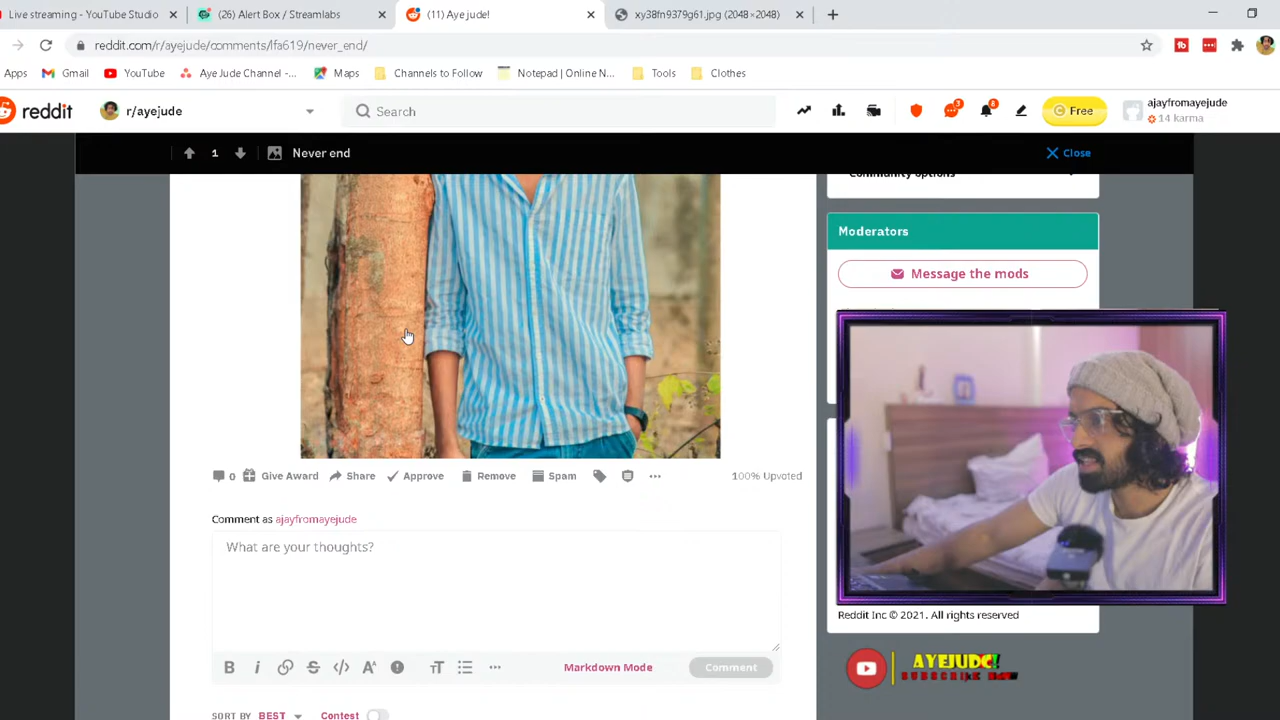 Live streaming - YouTube Studio
(26) Alert Box / Streamlabs
(11) Aye jude!
xy38fn9379g61.jpg (2048×2048)
reddit.com/r/ayejude/comments/lfa619/never_end/
Apps Gmail YouTube Aye Jude Channel -... Maps Channels to Follow Notepad | Online N... Tools Clothes
reddit r/ayejude Search 3 8 Free ajayfromayejude
14 karma
1 Never end Close
Community options
Moderators
Message the mods
0 Give Award Share Approve Remove Spam 100% Upvoted
Comment as ajayfromayejude
What are your thoughts?
Reddit Inc © 2021. All rights reserved
B i Markdown Mode Comment
AYEJUDE!
SUBSCRIBE NOW
SORT BY BEST Contest